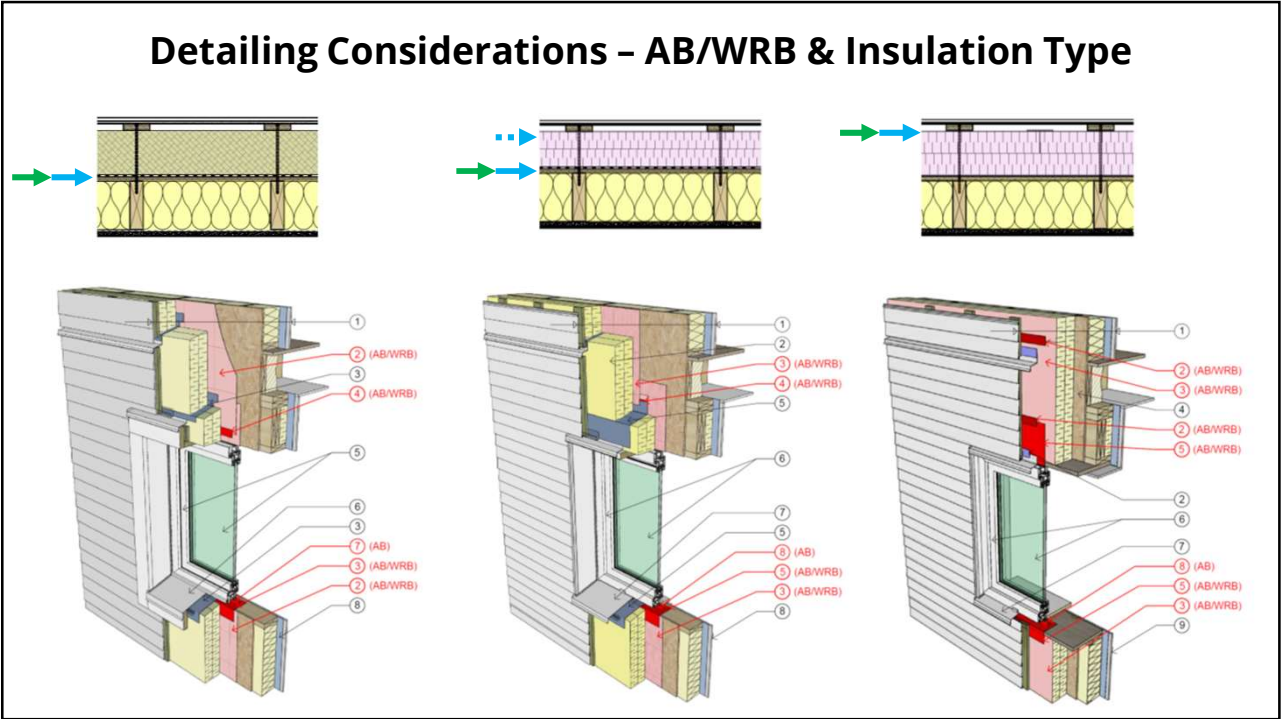 Detailing Considerations – AB/WRB & Insulation Type
1
2 (AB/WRB)
3
4 (AB/WRB)
5
6
3
7 (AB)
3 (AB/WRB)
2 (AB/WRB)
8
1
2
3 (AB/WRB)
4 (AB/WRB)
5
6
7
5
8 (AB)
5 (AB/WRB)
3 (AB/WRB)
8
1
2 (AB/WRB)
3 (AB/WRB)
4
2 (AB/WRB)
5 (AB/WRB)
2
6
7
8 (AB)
5 (AB/WRB)
3 (AB/WRB)
9